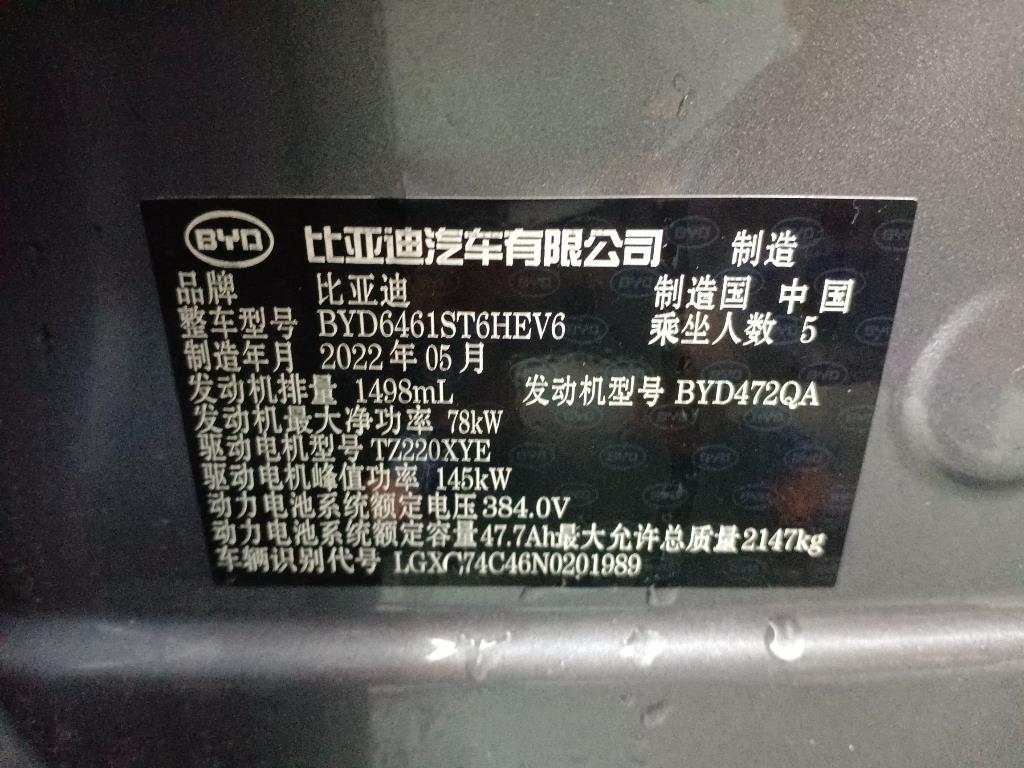 BYD 比亚迪汽车有限公司 制造
品牌 比亚迪 制造国 中国
整车型号 BYD6461ST6HEV6 乘坐人数 5
制造年月 2022年05月
发动机排量 1498mL 发动机型号 BYD472QA
发动机最大净功率 78kW
驱动电机型号 TZ220XYE
驱动电机峰值功率 145kW
动力电池系统额定电压 384.0V
动力电池系统额定容量 47.7Ah 最大允许总质量 2147kg
车辆识别代号 LGXC74C46N0201989